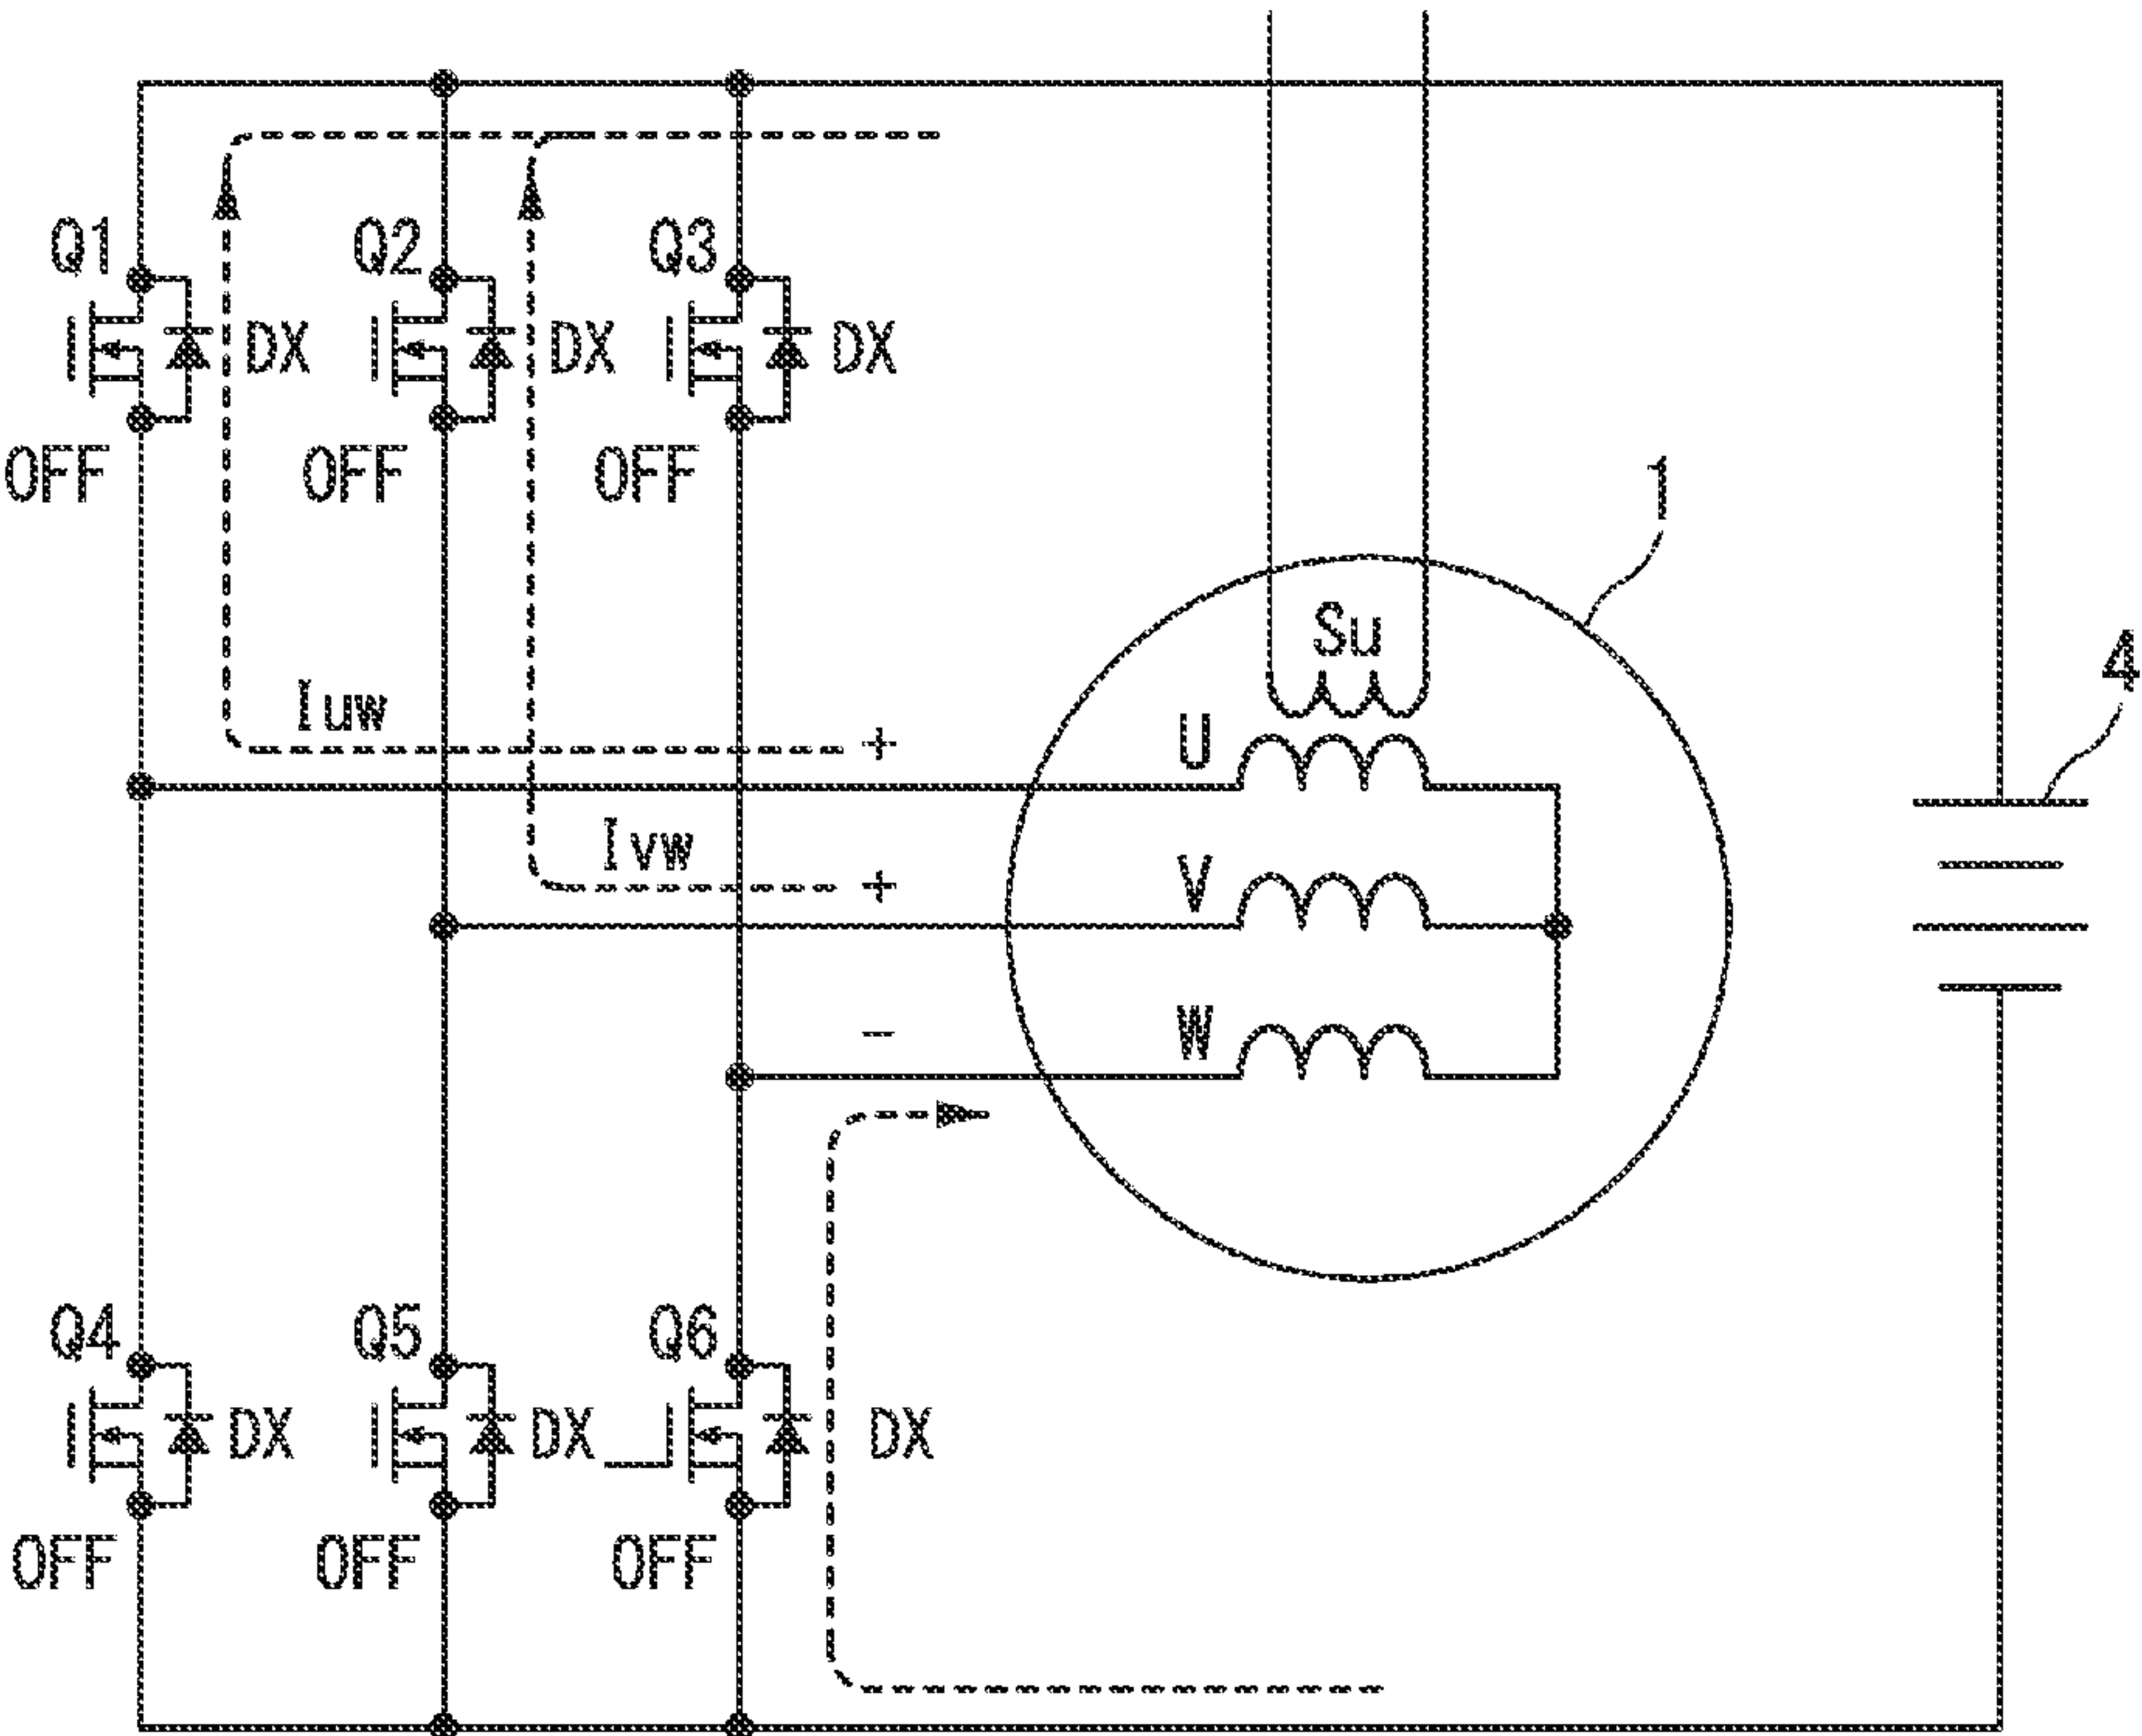 Q1 Q2 Q3
DX DX DX
OFF OFF OFF
1
Su
4
Iuw + U
Ivw + V
- W
Q4 Q5 Q6
DX DX DX
OFF OFF OFF